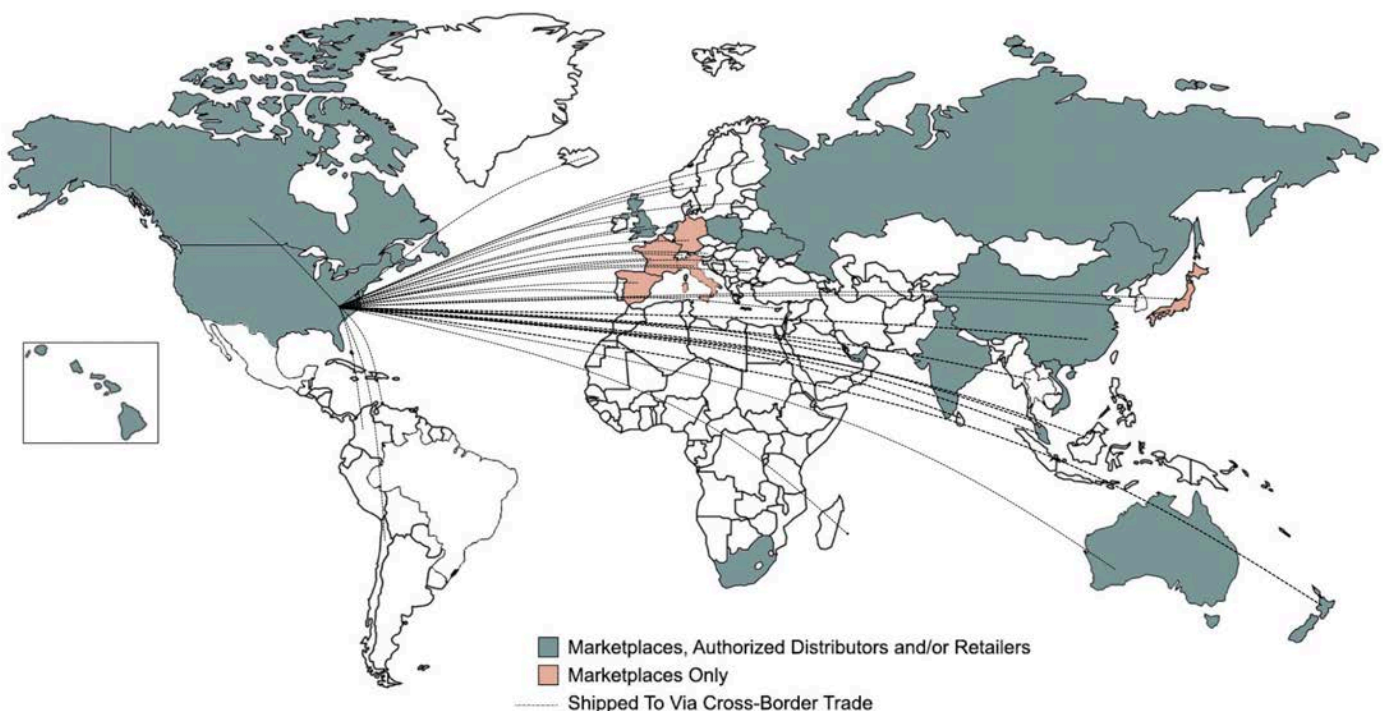 Marketplaces, Authorized Distributors and/or Retailers
Marketplaces Only
Shipped To Via Cross-Border Trade